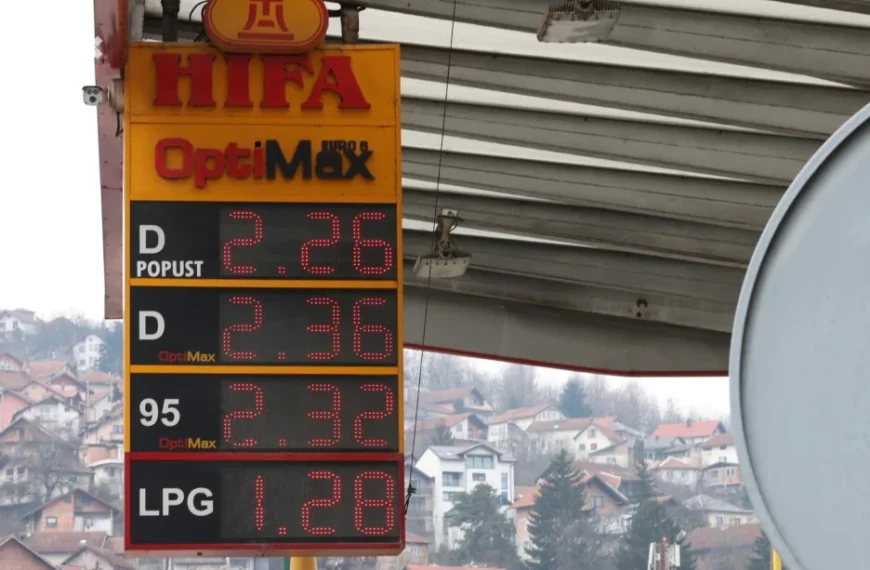 HIFA
EURO 6
OptiMax
D 2.26
POPUST
D 2.36
OptiMax
95 2.32
OptiMax
LPG 1.28